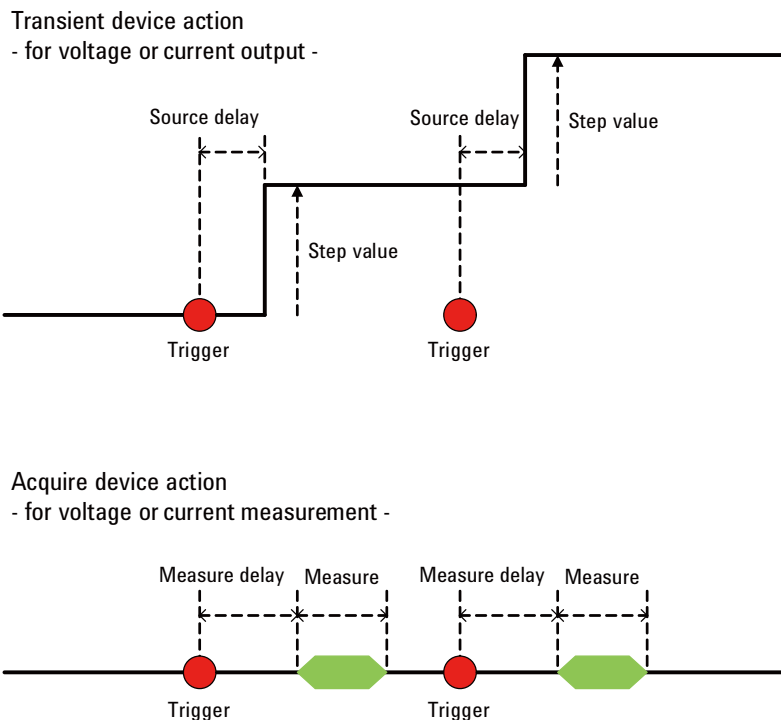 Transient device action
- for voltage or current output -
Source delay
Source delay
Step value
Step value
Trigger
Trigger
Acquire device action
- for voltage or current measurement -
Measure delay
Measure
Measure delay
Measure
Trigger
Trigger